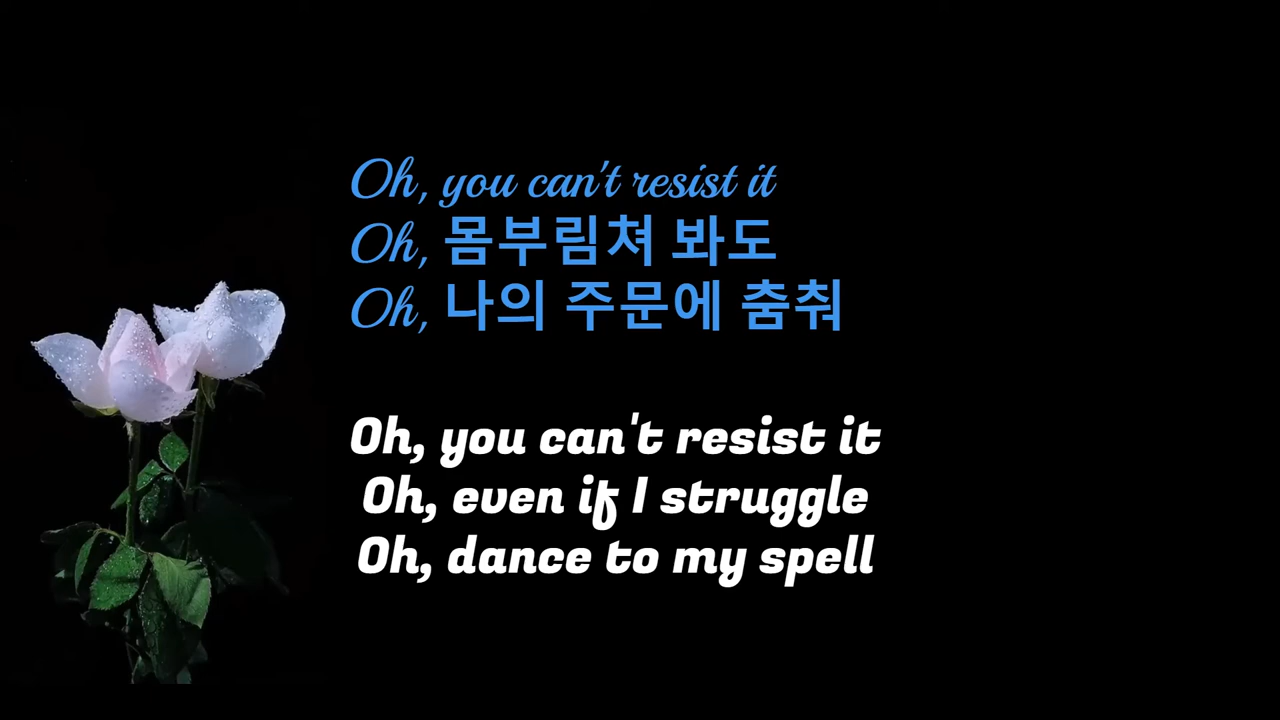 Oh, you can't resist it
Oh, 몸부림쳐 봐도
Oh, 나의 주문에 춤춰
Oh, you can't resist it
Oh, even if I struggle
Oh, dance to my spell